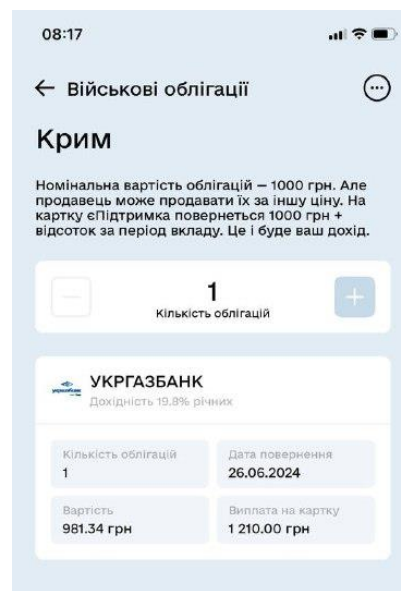 08:17
Військові облігації
Крим
Номінальна вартість облігацій — 1000 грн. Але
продавець може продавати їх за іншу ціну. На
картку єПідтримка повернеться 1000 грн +
відсоток за період вкладу. Це і буде ваш дохід.
1
Кількість облігацій
УКРГАЗБАНК
Дохідність 19.8% річних
Кількість облігацій
1
Дата повернення
26.06.2024
Вартість
981.34 грн
Виплата на картку
1 210.00 грн